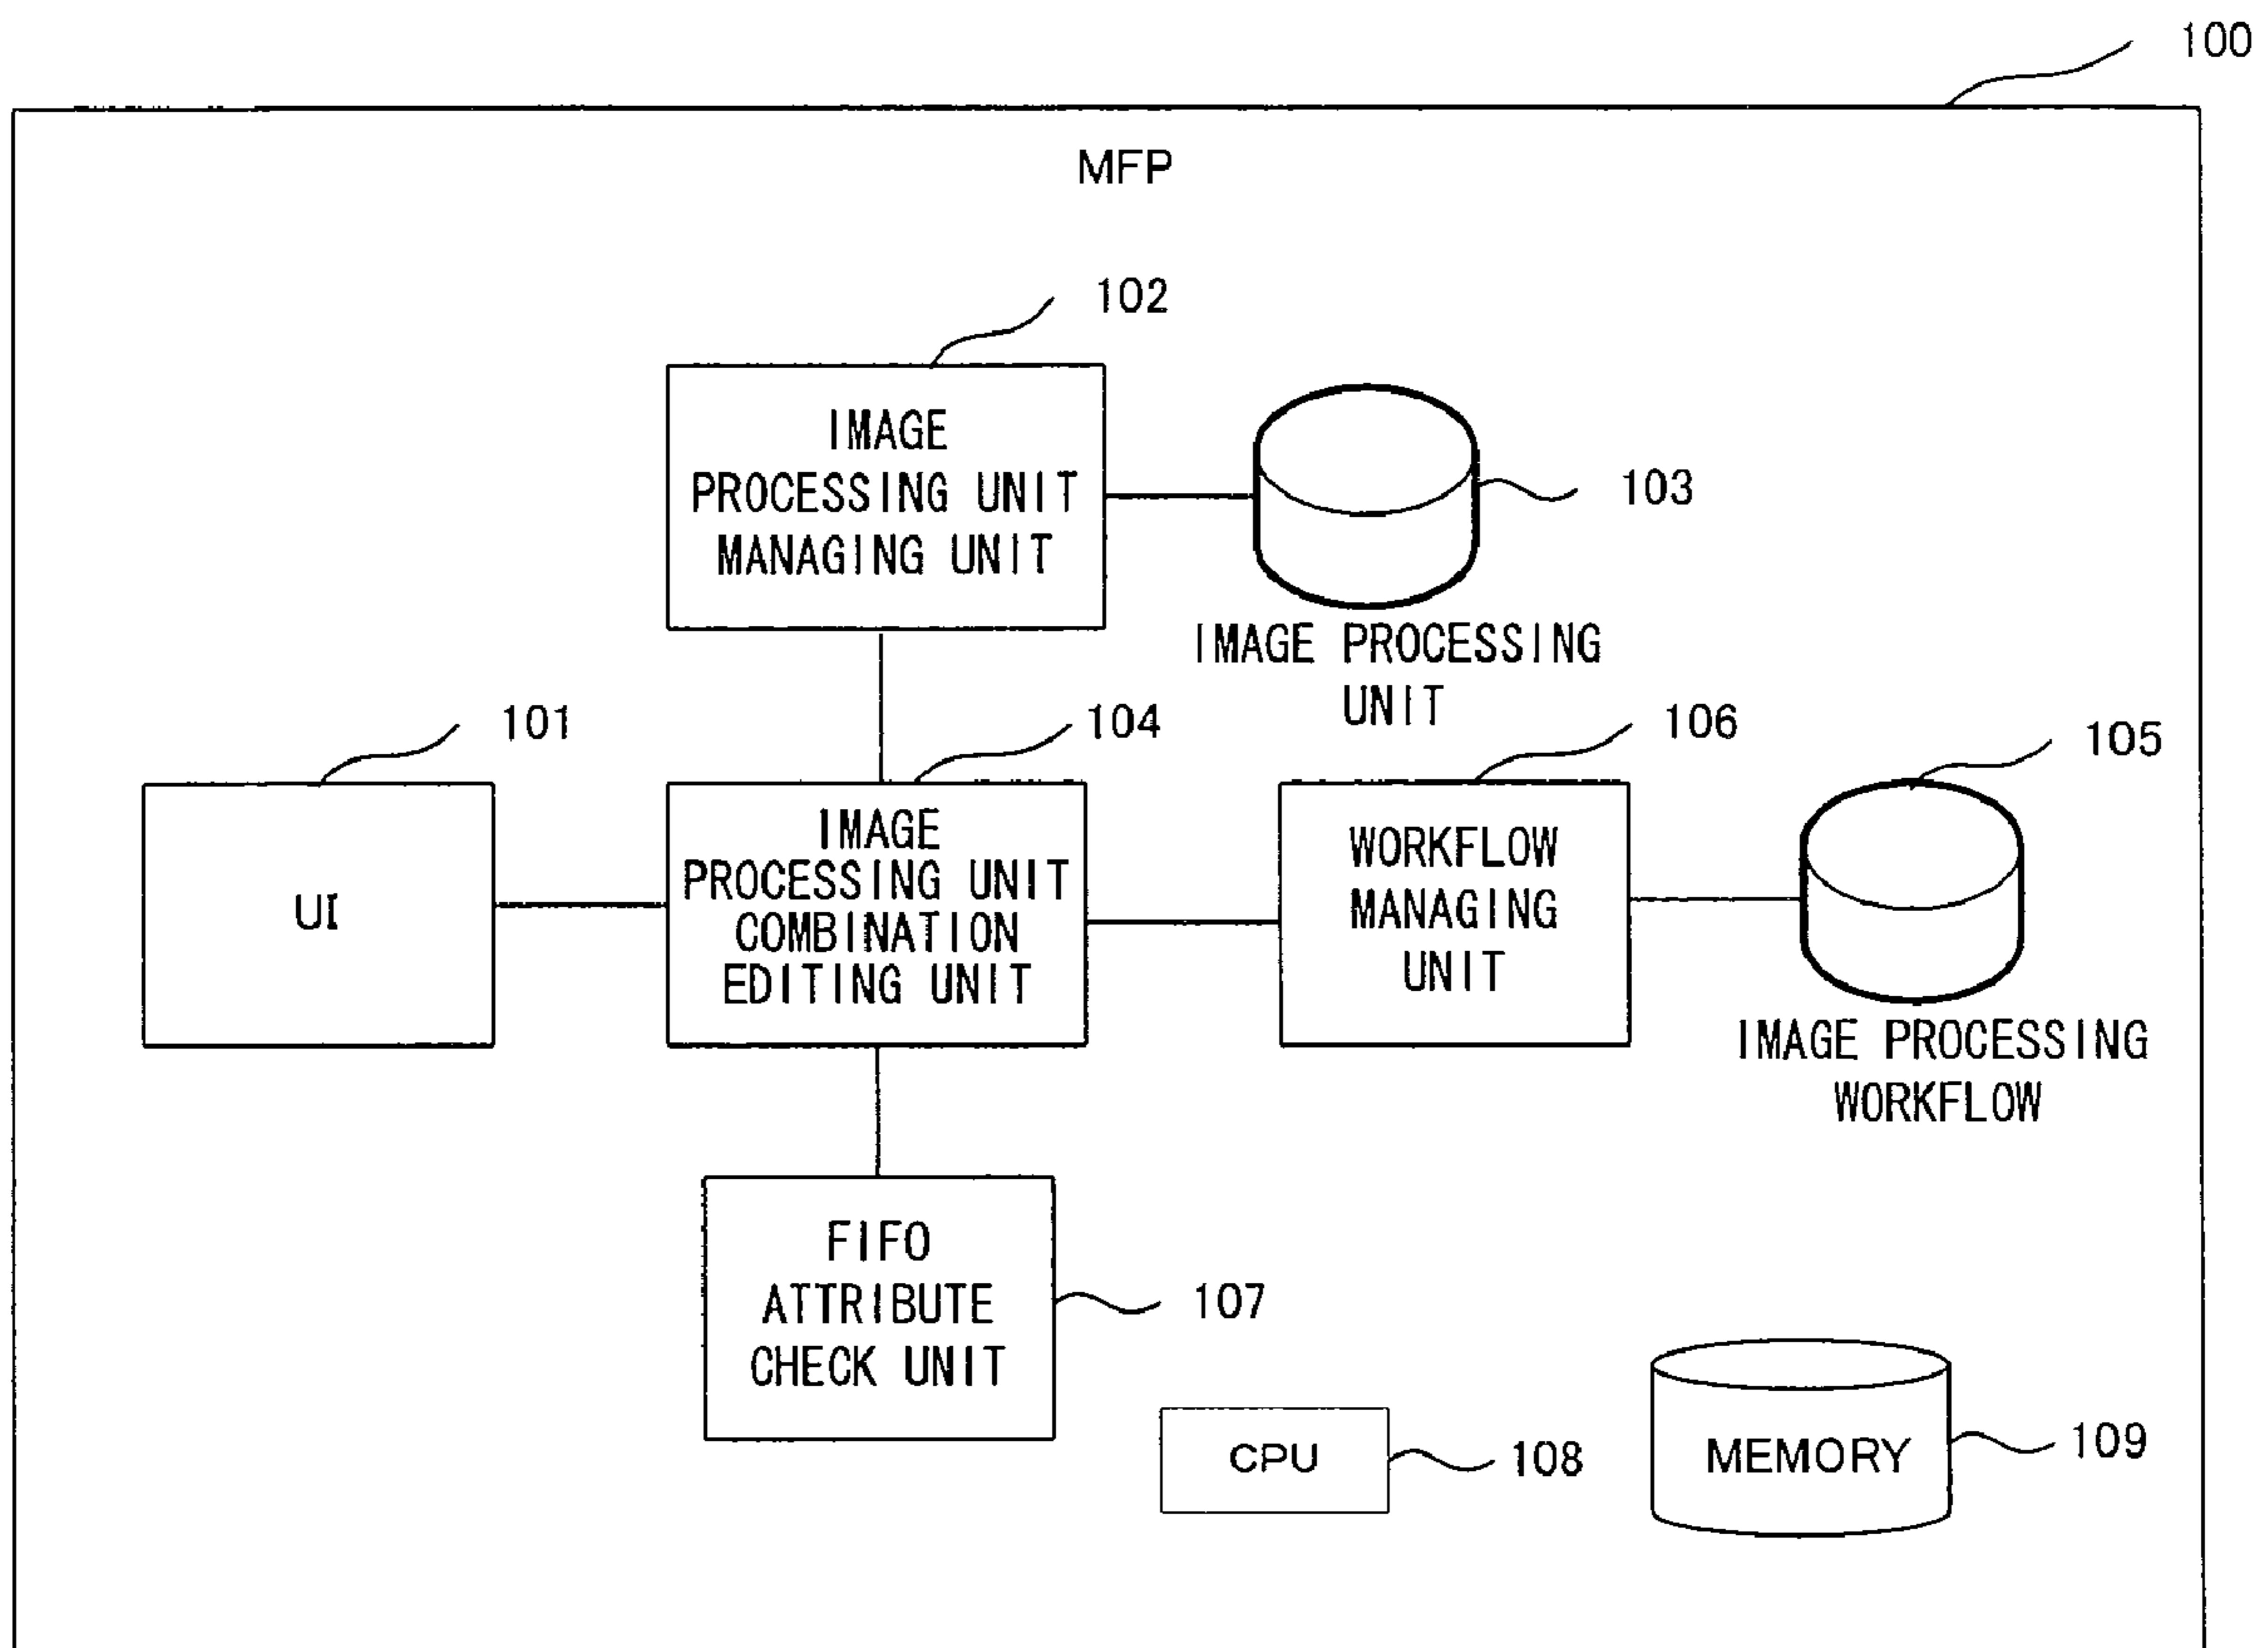 100
MFP
102
IMAGE
PROCESSING UNIT
MANAGING UNIT
103
IMAGE PROCESSING
UNIT
101
104
106
105
UI
IMAGE
PROCESSING UNIT
COMBINATION
EDITING UNIT
WORKFLOW
MANAGING
UNIT
IMAGE PROCESSING
WORKFLOW
FIFO
ATTRIBUTE
CHECK UNIT
107
CPU
108
MEMORY
109